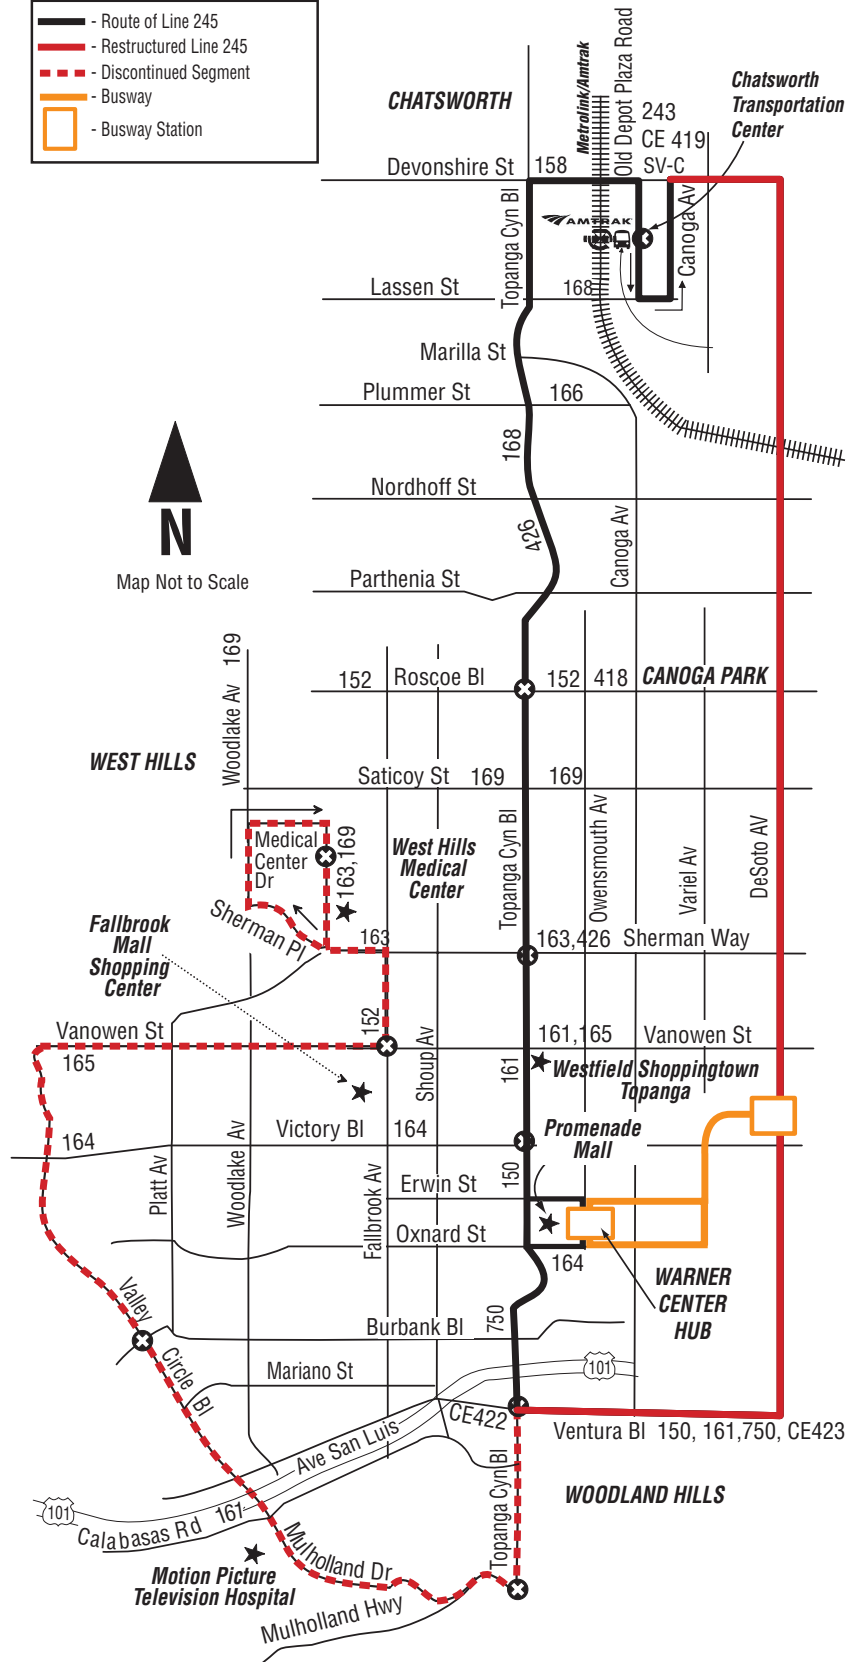 - Route of Line 245
- Restructured Line 245
- Discontinued Segment
- Busway
- Busway Station
CHATSWORTH
Metrolink/Amtrak
Old Depot Plaza Road
243
CE 419
SV-C
Chatsworth
Transportation
Center
Devonshire St
158
Topanga Cyn Bl
AMTRAK
Canoga Av
Lassen St
168
Marilla St
Plummer St
166
168
Nordhoff St
426
Canoga Av
N
Map Not to Scale
Parthenia St
169
Woodlake Av
152
Roscoe Bl
152
418
CANOGA PARK
WEST HILLS
Saticoy St
169
169
Medical
Center
Dr
163,169
West Hills
Medical
Center
Topanga Cyn Bl
Owensmouth Av
Variel Av
DeSoto AV
Sherman Pl
163
163,426
Sherman Way
Fallbrook
Mall
Shopping
Center
152
Vanowen St
165
Shoup Av
161,165
Vanowen St
161
Westfield Shoppingtown
Topanga
164
Victory Bl
164
Promenade
Mall
Platt Av
Woodlake Av
Fallbrook Av
150
Erwin St
Oxnard St
164
WARNER
CENTER
HUB
Valley
Circle Bl
750
Burbank Bl
Mariano St
101
CE422
Ventura Bl 150, 161,750, CE423
Ave San Luis
Topanga Cyn Bl
WOODLAND HILLS
101
Calabasas Rd
161
Mulholland Dr
Motion Picture
Television Hospital
Mulholland Hwy